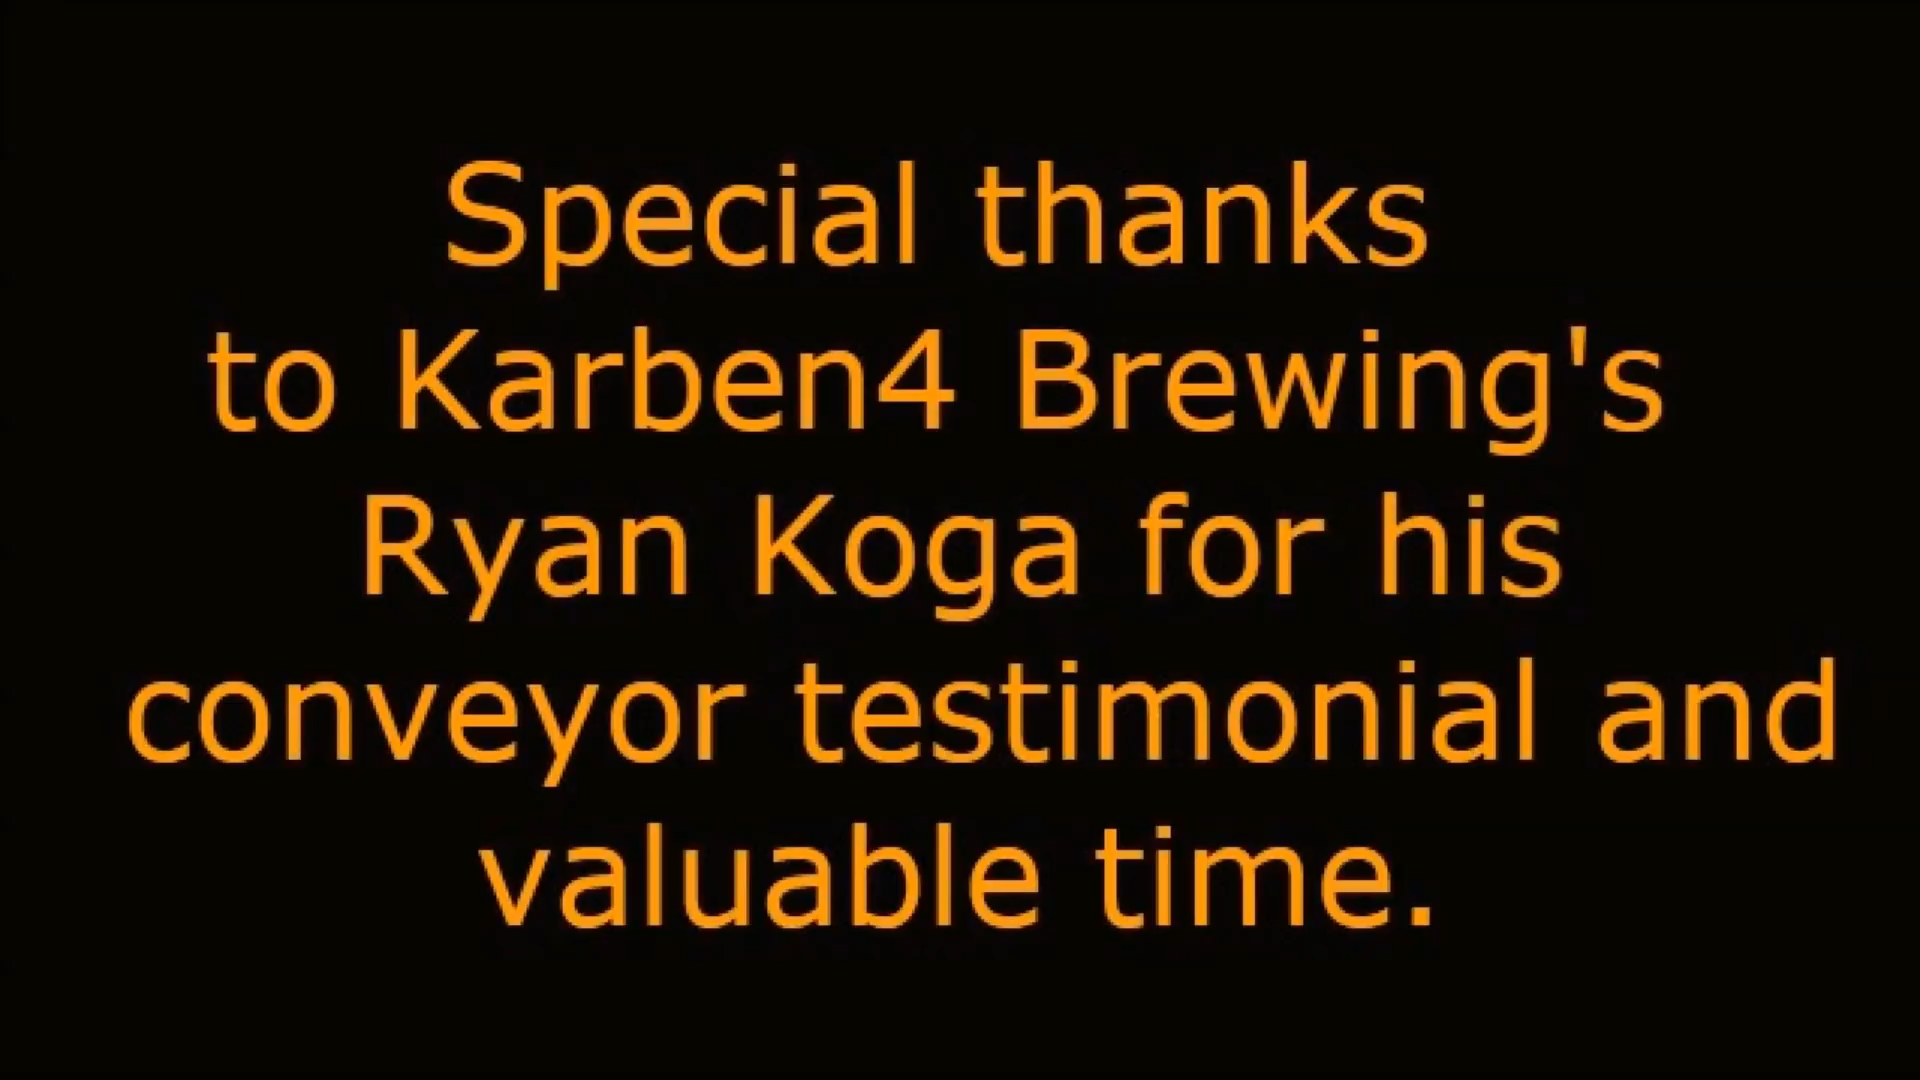 Special thanks
to Karben4 Brewing's
Ryan Koga for his
conveyor testimonial and
valuable time.